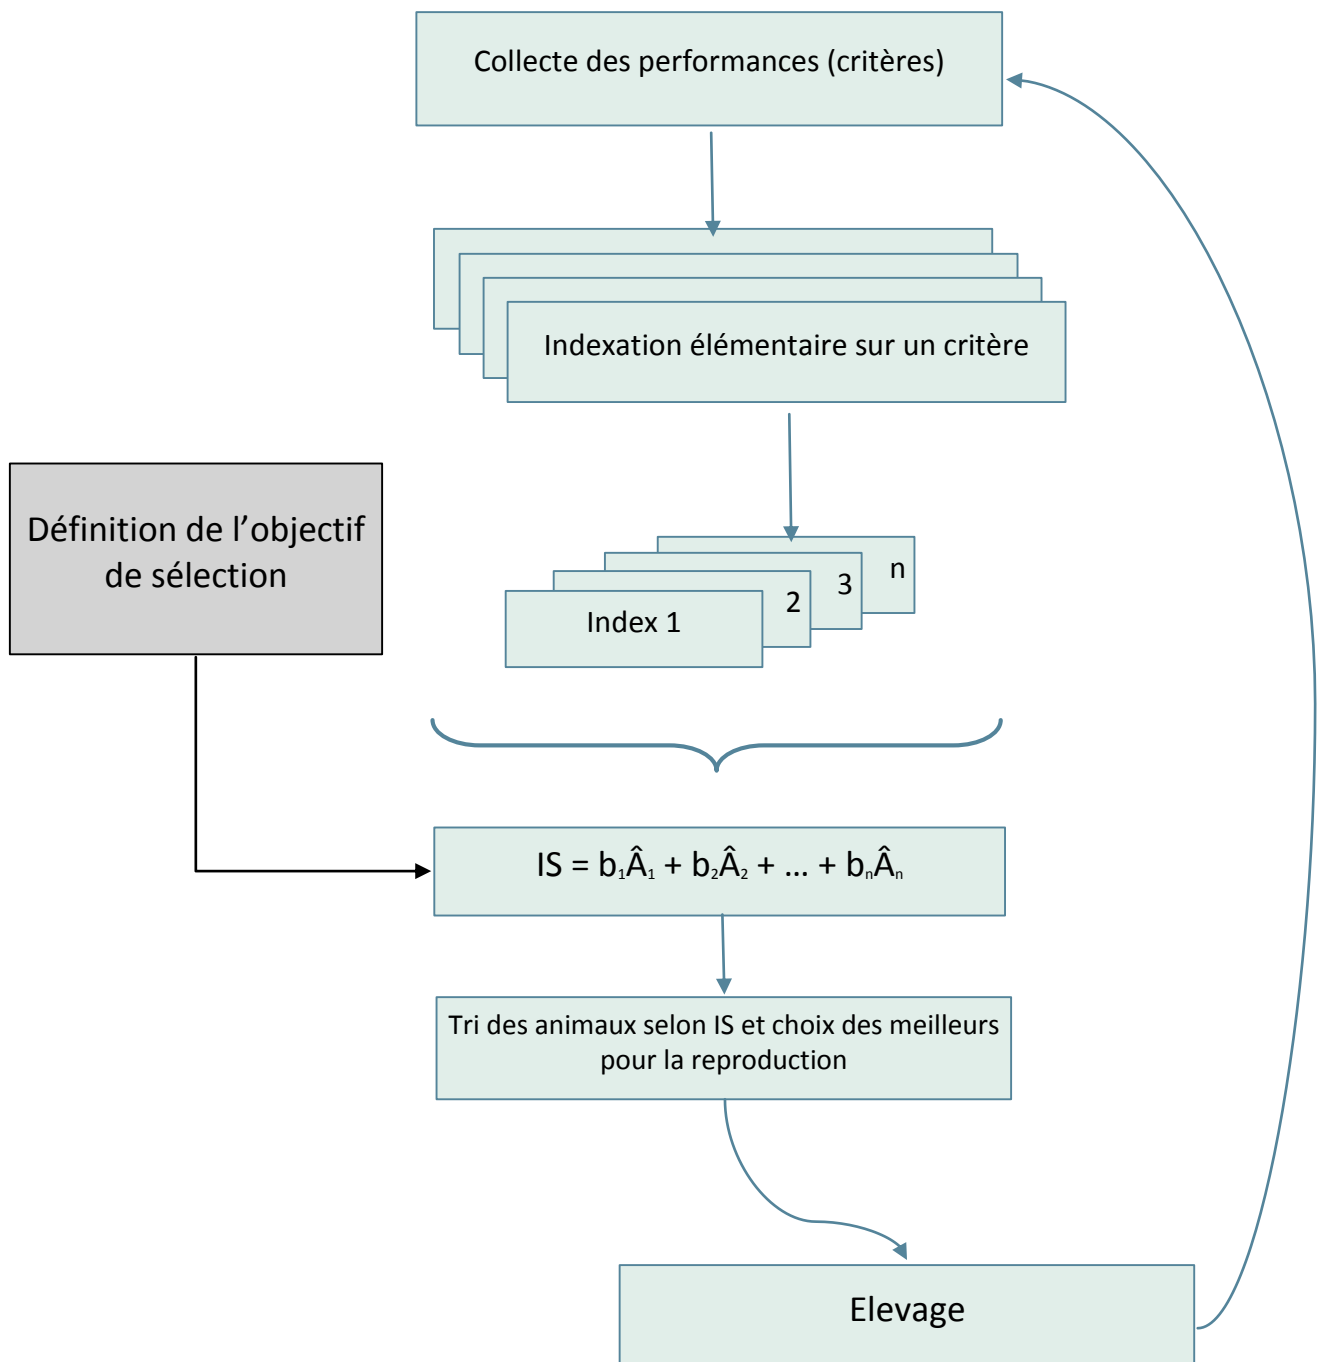 Collecte des performances (critères)
Indexation élémentaire sur un critère
Définition de l’objectif
de sélection
n
3
2
Index 1
IS = b₁Â₁ + b₂Â₂ + ... + bₙÂₙ
Tri des animaux selon IS et choix des meilleurs
pour la reproduction
Elevage